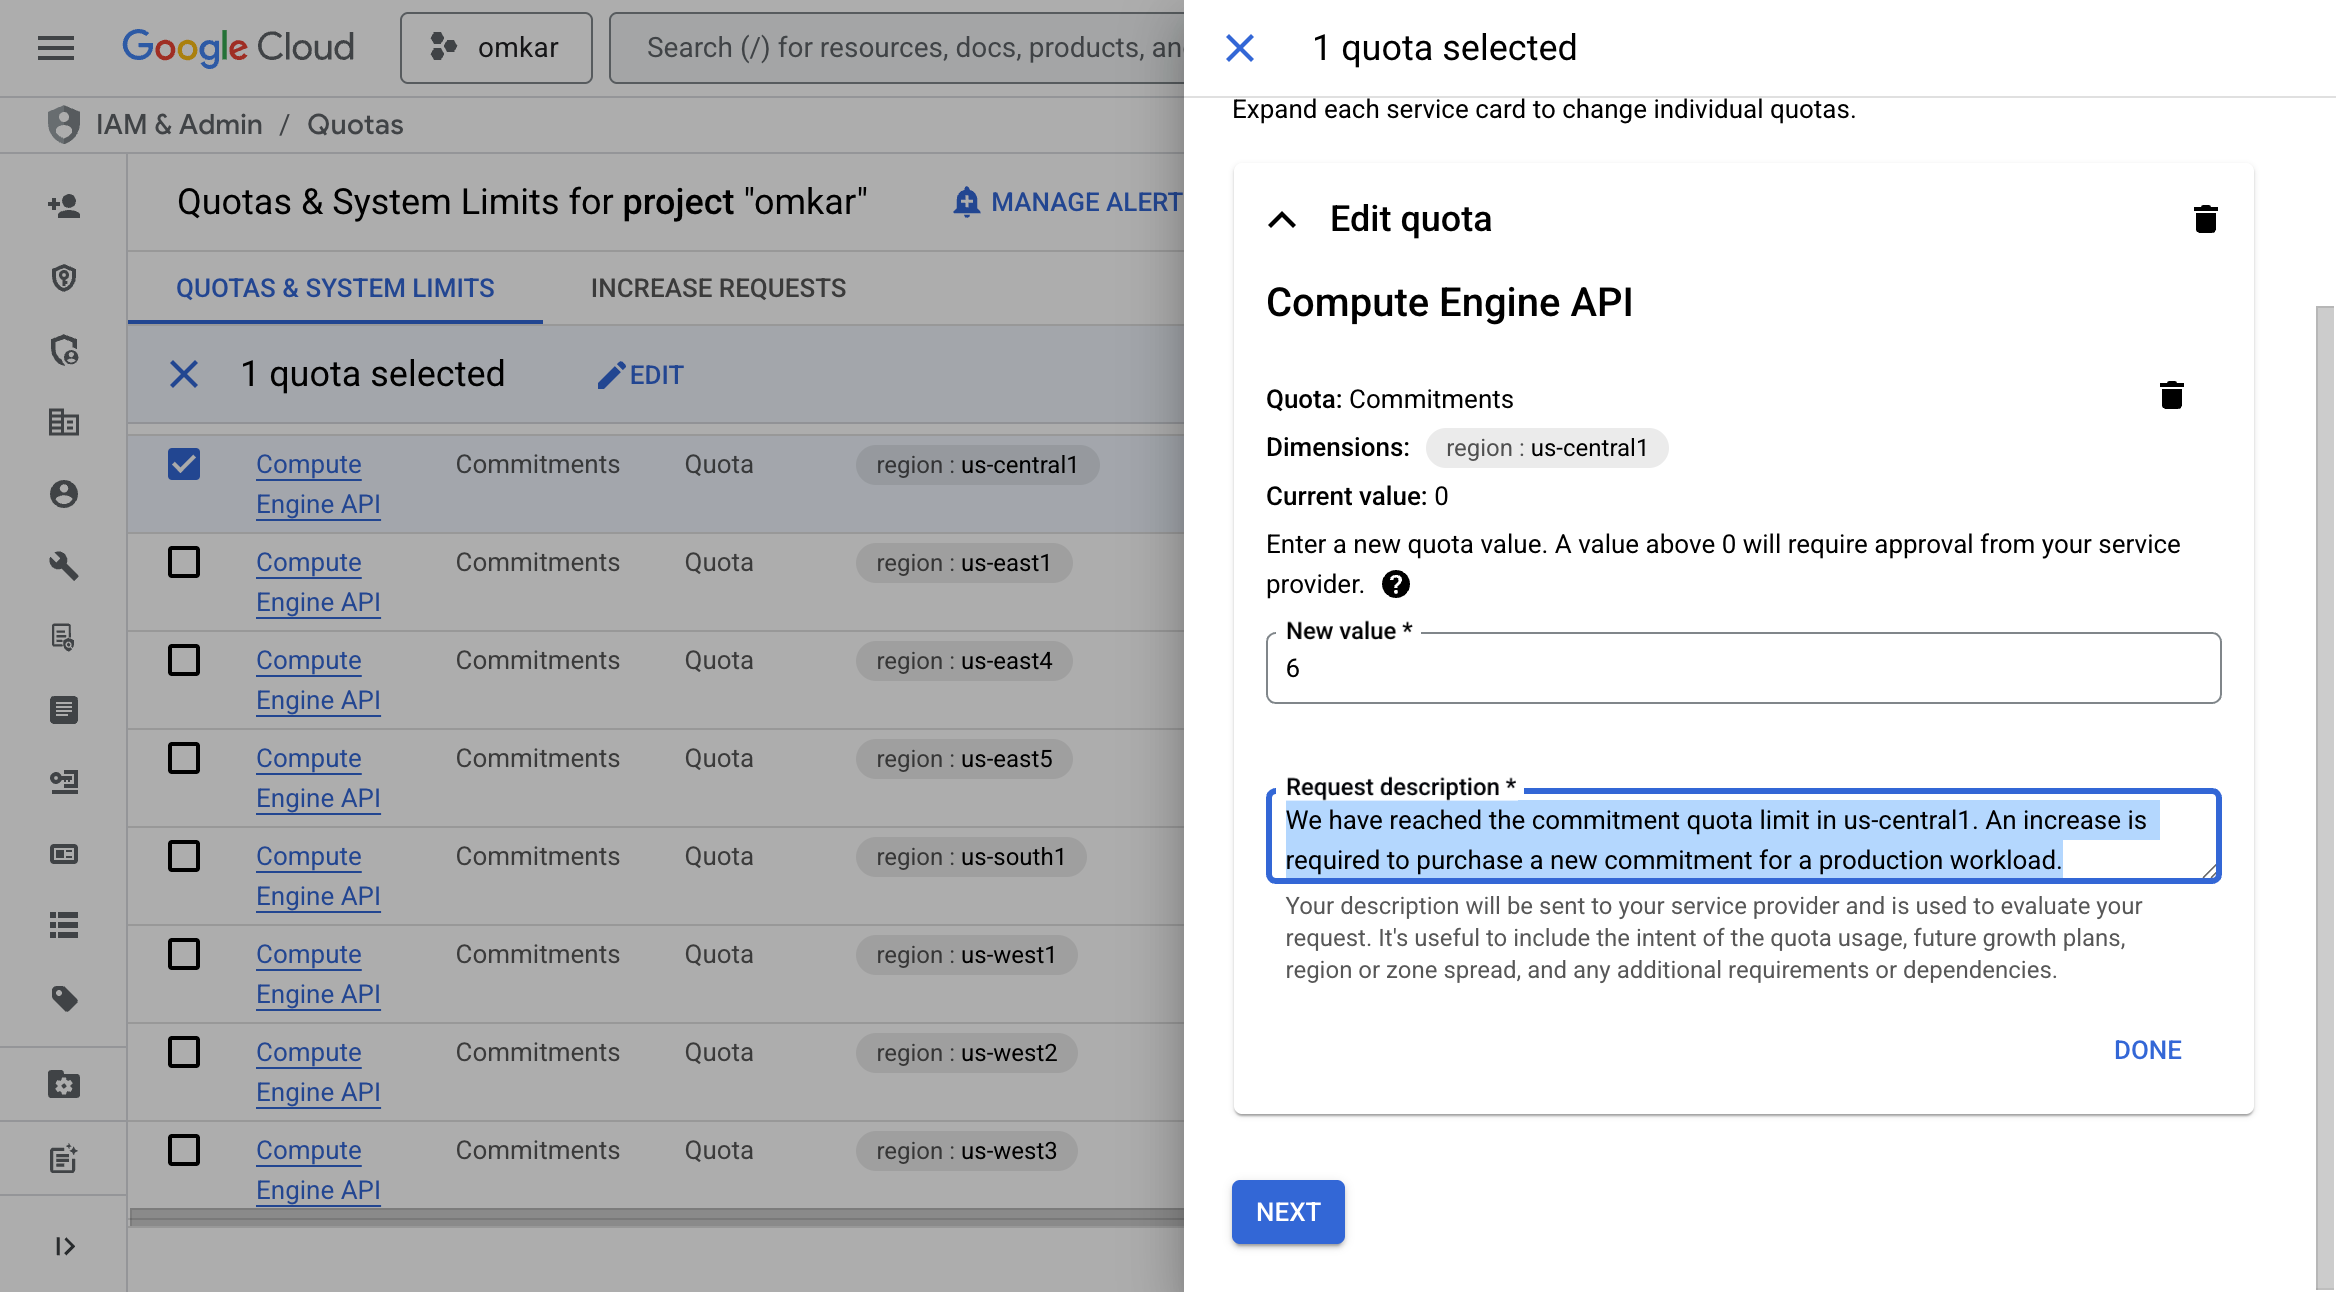 Google Cloud
omkar
Search (/) for resources, docs, products, an
IAM & Admin / Quotas
Quotas & System Limits for project "omkar"
MANAGE ALERT
QUOTAS & SYSTEM LIMITS
INCREASE REQUESTS
1 quota selected
EDIT
Compute Engine API Commitments Quota region : us-central1
Compute Engine API Commitments Quota region : us-east1
Compute Engine API Commitments Quota region : us-east4
Compute Engine API Commitments Quota region : us-east5
Compute Engine API Commitments Quota region : us-south1
Compute Engine API Commitments Quota region : us-west1
Compute Engine API Commitments Quota region : us-west2
Compute Engine API Commitments Quota region : us-west3
1 quota selected
Expand each service card to change individual quotas.
Edit quota
Compute Engine API
Quota: Commitments
Dimensions: region : us-central1
Current value: 0
Enter a new quota value. A value above 0 will require approval from your service
provider.
New value *
6
Request description *
We have reached the commitment quota limit in us-central1. An increase is
required to purchase a new commitment for a production workload.
Your description will be sent to your service provider and is used to evaluate your
request. It's useful to include the intent of the quota usage, future growth plans,
region or zone spread, and any additional requirements or dependencies.
DONE
NEXT